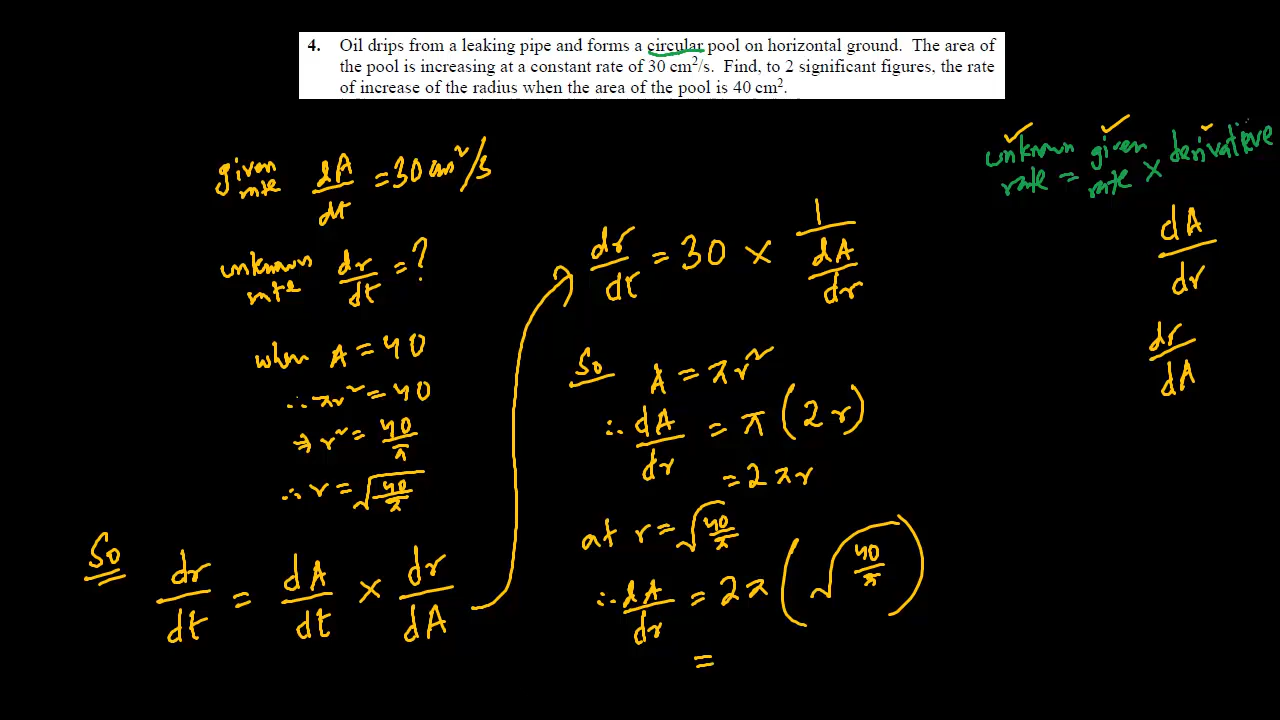 4. Oil drips from a leaking pipe and forms a circular pool on horizontal ground. The area of
the pool is increasing at a constant rate of 30 cm²/s. Find, to 2 significant figures, the rate
of increase of the radius when the area of the pool is 40 cm².
given rate dA/dt = 30 cm²/s
unknown rate dr/dt = ?
when A = 40
∴ πr² = 40
⇒ r² = 40/π
∴ r = √(40/π)
So dr/dt = dA/dt × dr/dA
dr/dt = 30 × 1/(dA/dr)
So A = πr²
∴ dA/dr = π (2r)
= 2πr
at r = √(40/π)
∴ dA/dr = 2π (√(40/π))
=
unknown rate = given rate × derivative
dA/dr
dr/dA